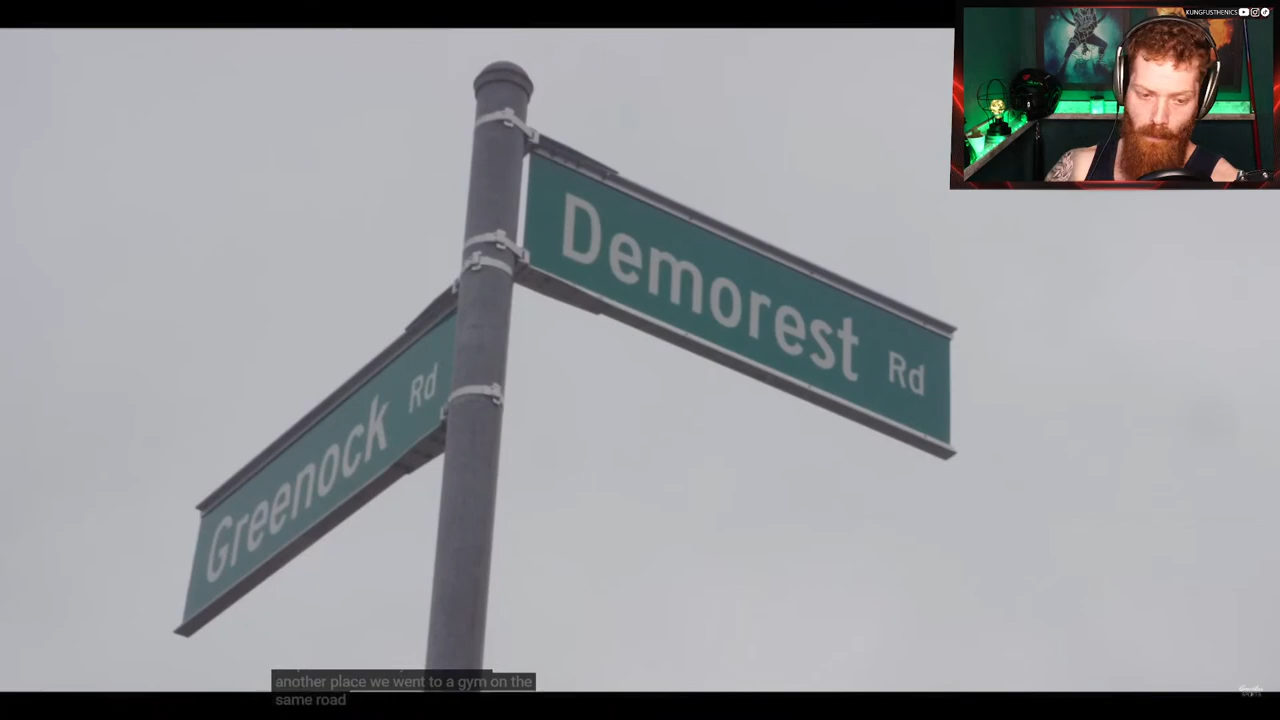 KUNGFUSTHENICS
Demorest Rd
Greenock Rd
another place we went to a gym on the
same road